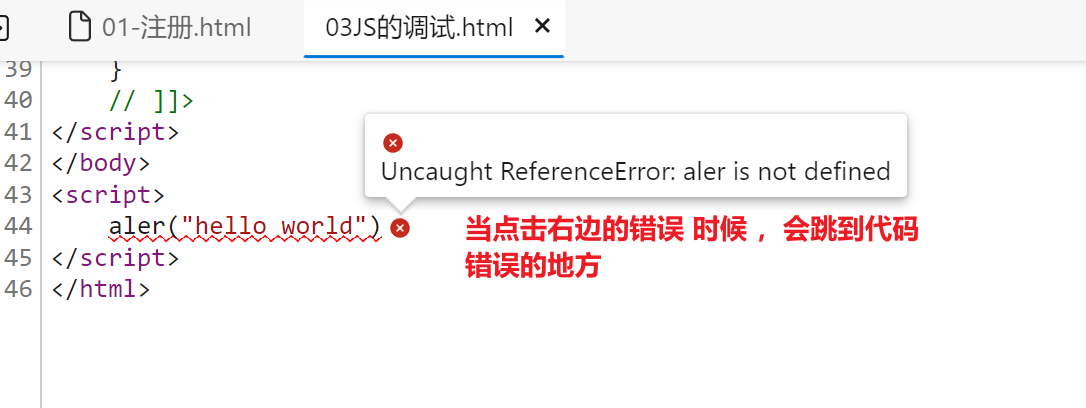 01-注册.html 03JS的调试.html ×
39 }
40 // ]]>
41 </script>
42 </body>
Uncaught ReferenceError: aler is not defined
43 <script>
44 aler("hello world")
当点击右边的错误 时候 ，会跳到代码
错误的地方
45 </script>
46 </html>